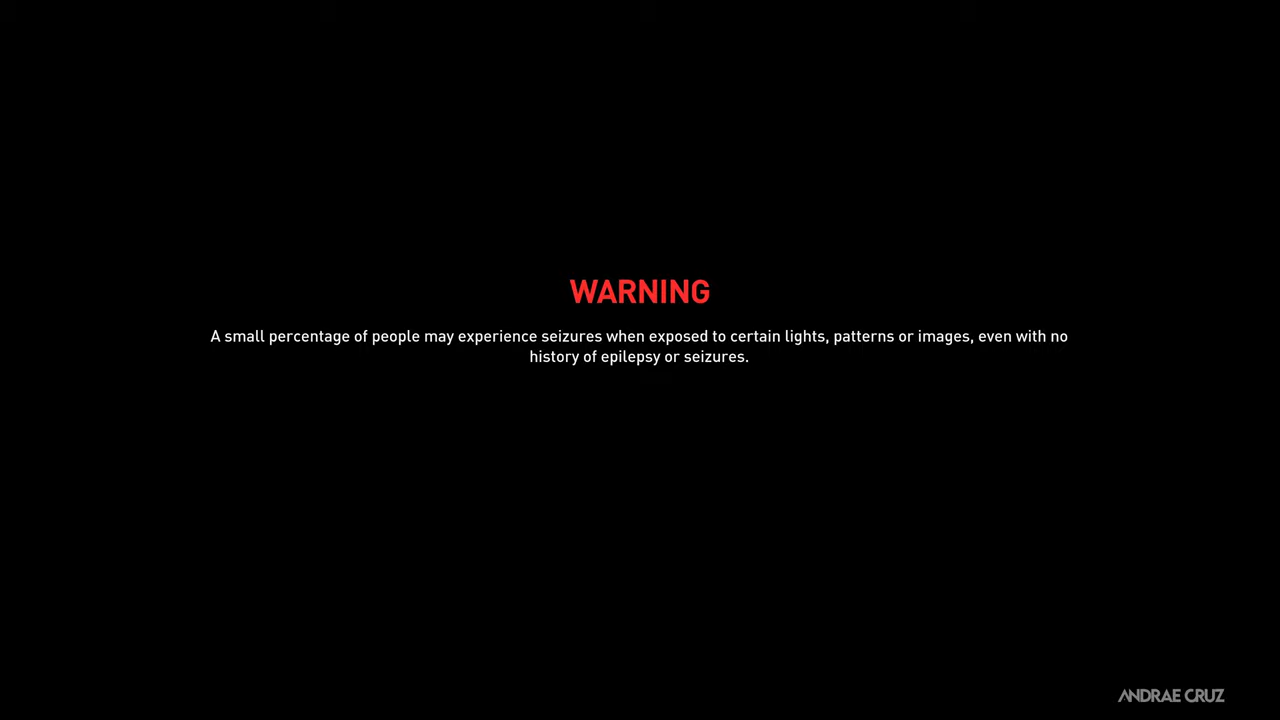 WARNING
A small percentage of people may experience seizures when exposed to certain lights, patterns or images, even with no
history of epilepsy or seizures.
ANDRAE CRUZ